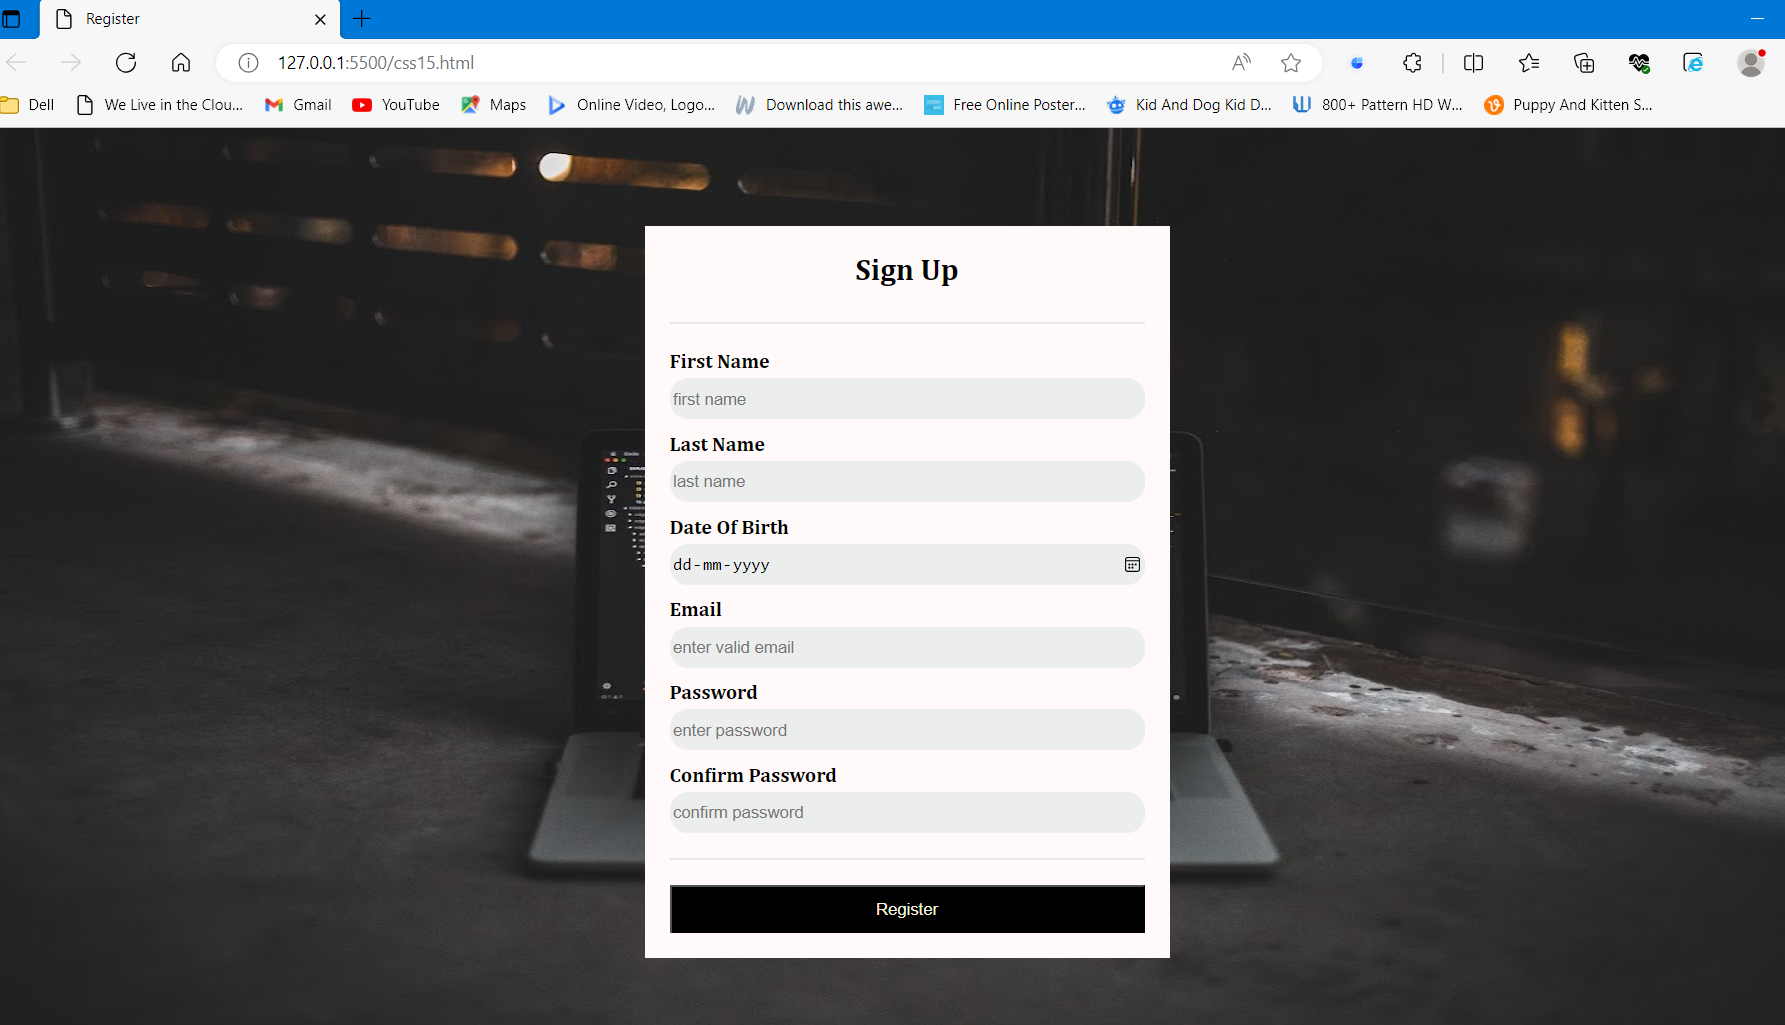 Register
127.0.0.1:5500/css15.html
Dell
We Live in the Clou...
Gmail
YouTube
Maps
Online Video, Logo...
Download this awe...
Free Online Poster...
Kid And Dog Kid D...
800+ Pattern HD W...
Puppy And Kitten S...
Sign Up
First Name
first name
Last Name
last name
Date Of Birth
dd-mm-yyyy
Email
enter valid email
Password
enter password
Confirm Password
confirm password
Register